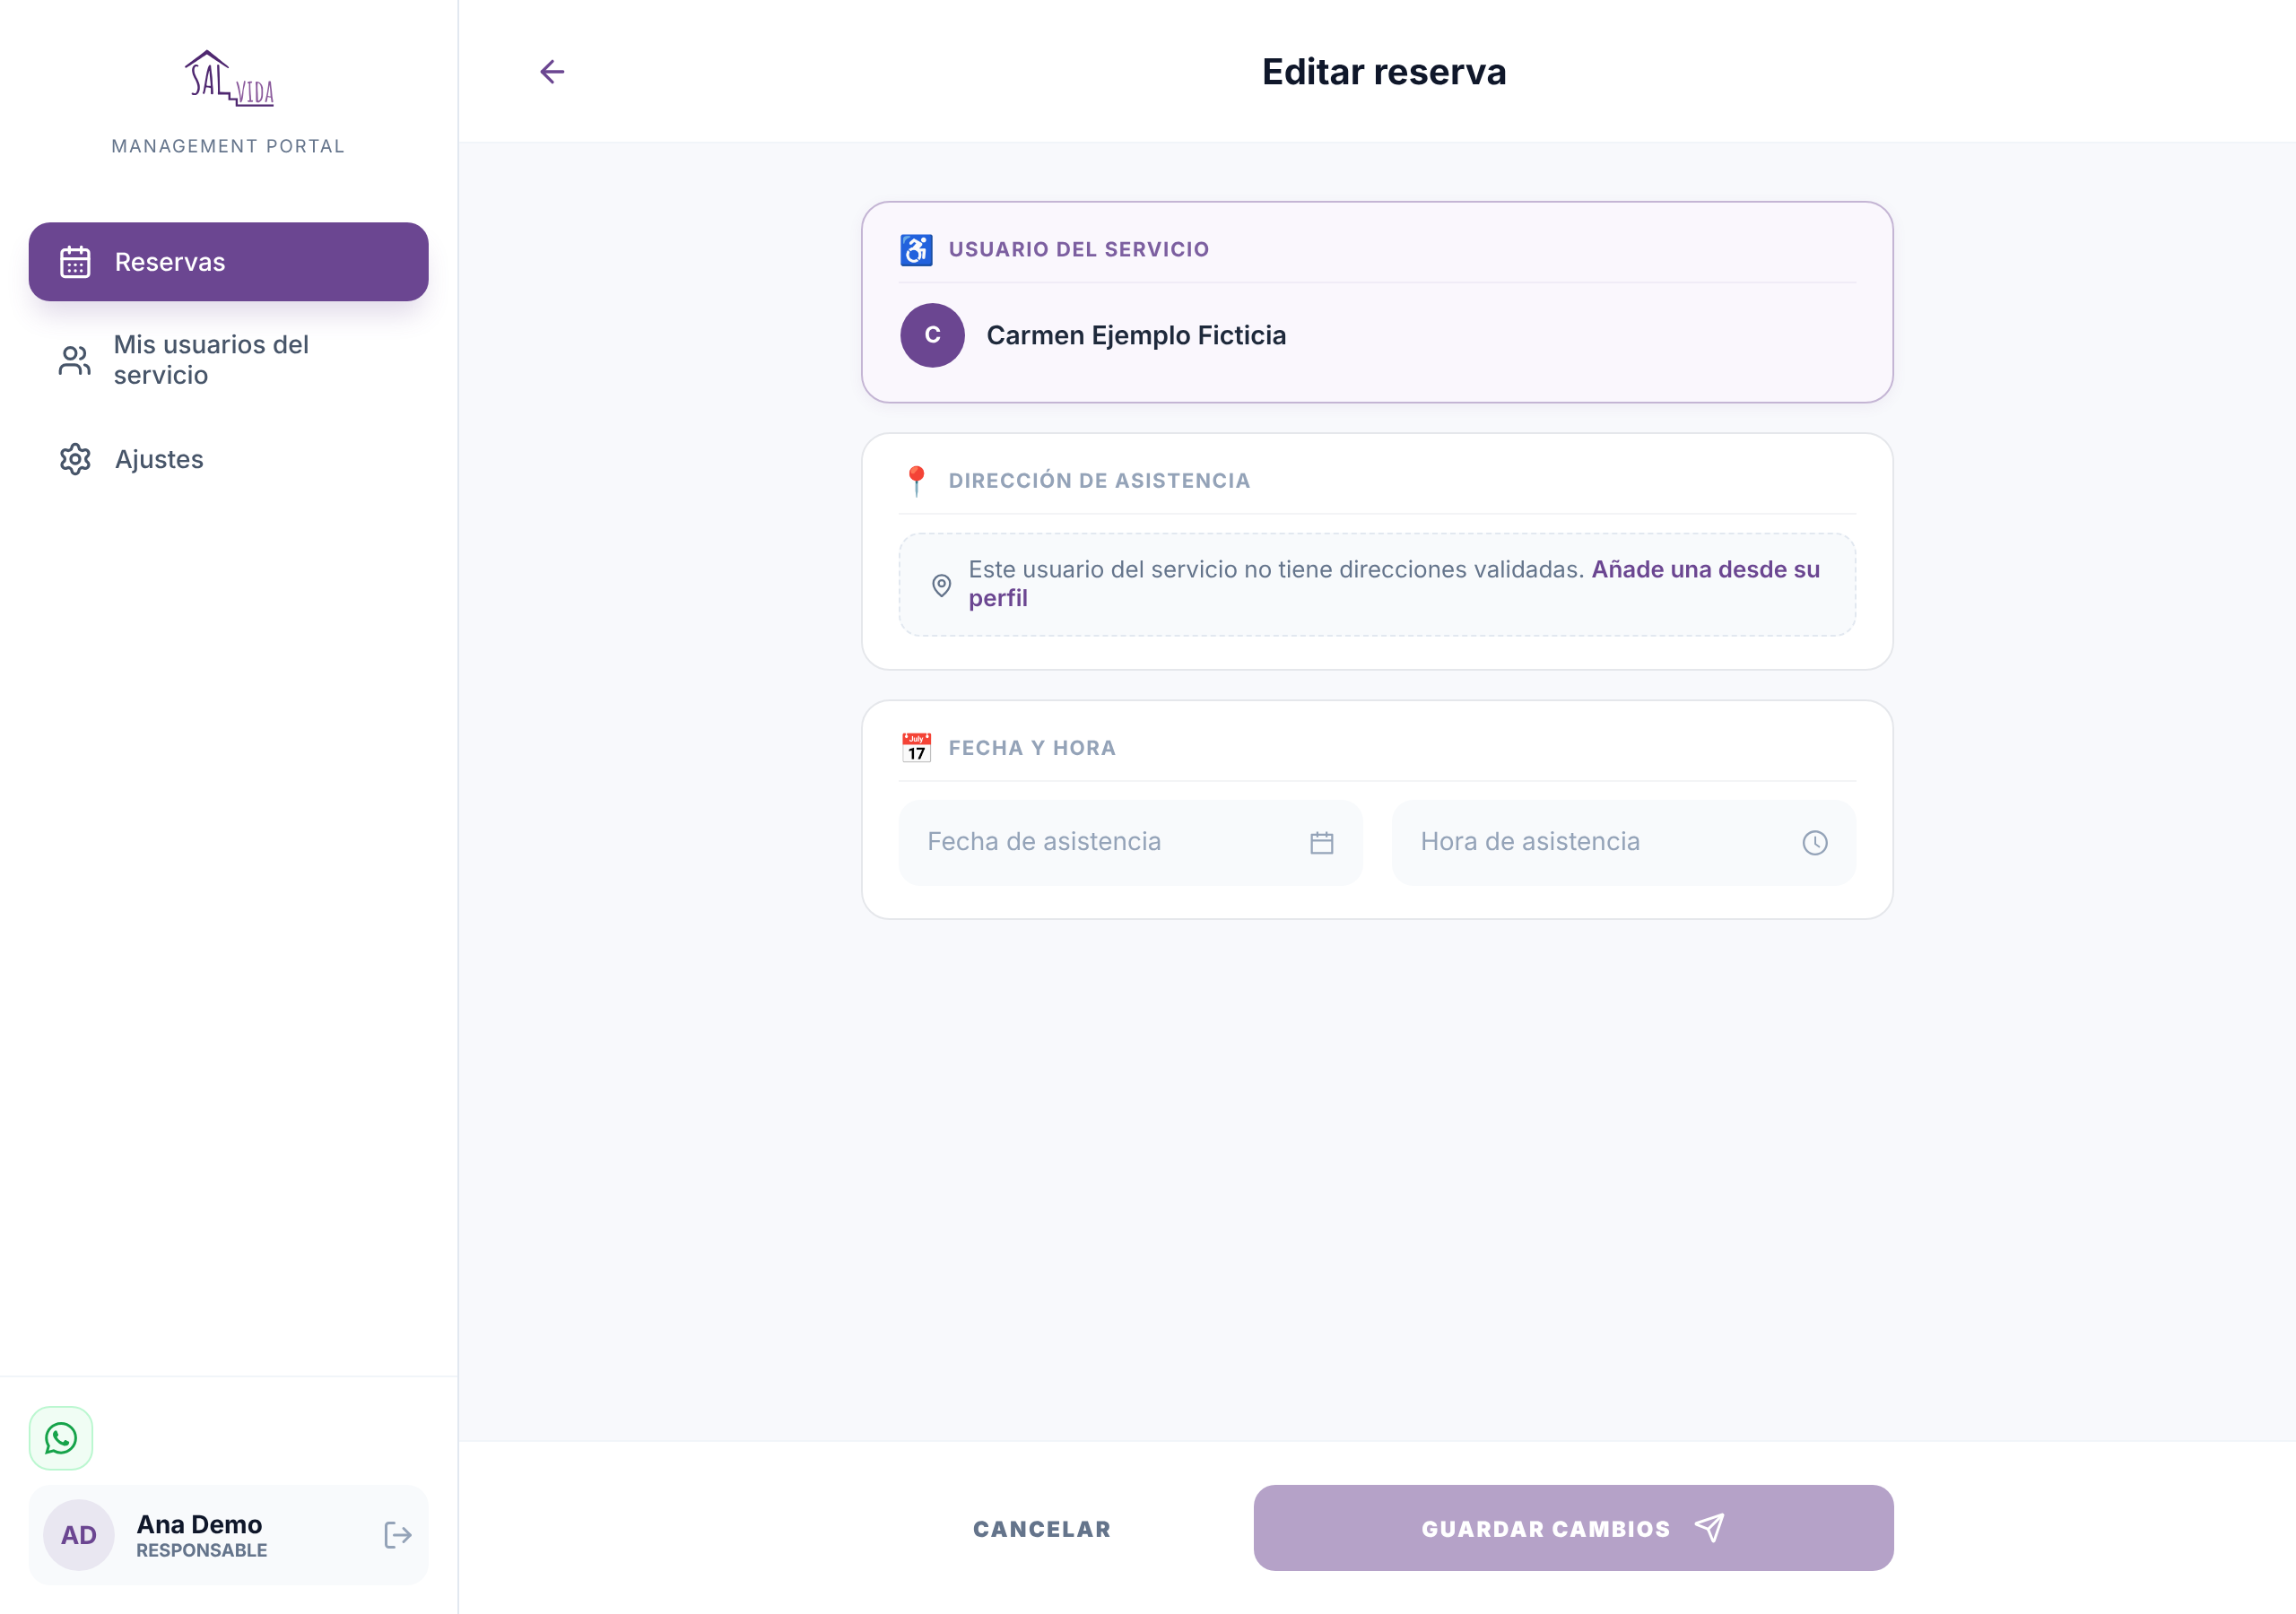 SAL
VIDA
MANAGEMENT PORTAL
Reservas
Mis usuarios del
servicio
Ajustes
AD
Ana Demo
RESPONSABLE
Editar reserva
USUARIO DEL SERVICIO
C
Carmen Ejemplo Ficticia
DIRECCIÓN DE ASISTENCIA
Este usuario del servicio no tiene direcciones validadas. Añade una desde su
perfil
July
17
FECHA Y HORA
Fecha de asistencia
Hora de asistencia
CANCELAR
GUARDAR CAMBIOS